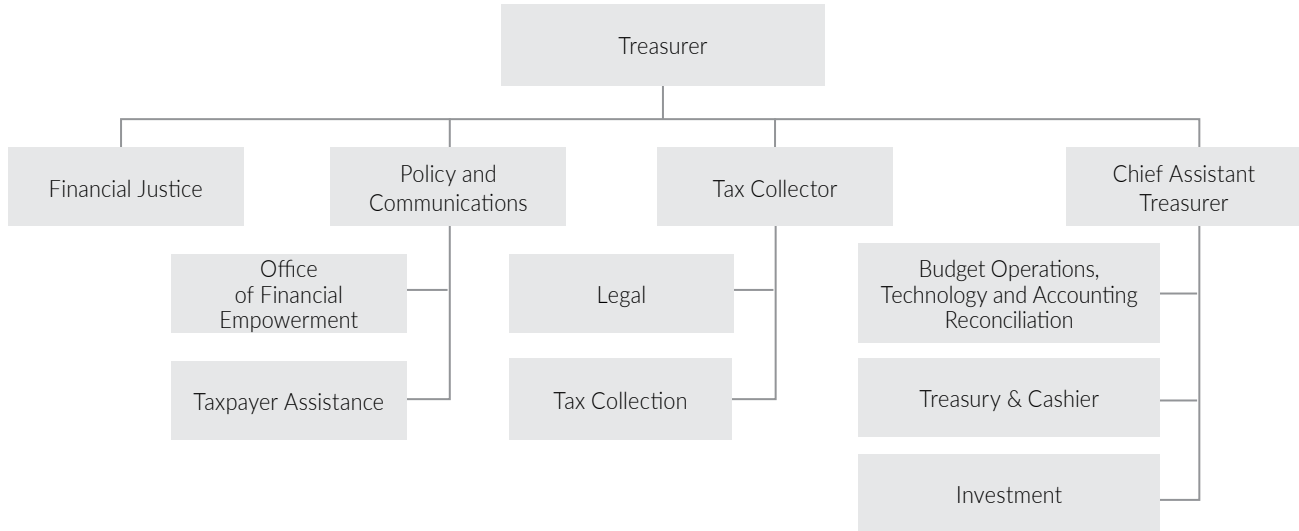 Treasurer
Financial Justice
Policy and
Communications
Tax Collector
Chief Assistant
Treasurer
Office
of Financial
Empowerment
Taxpayer Assistance
Legal
Tax Collection
Budget Operations,
Technology and Accounting
Reconciliation
Treasury & Cashier
Investment